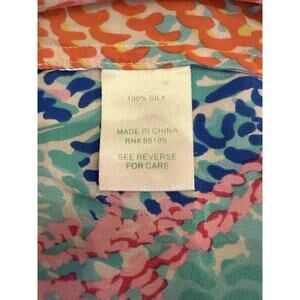 100% SILK
MADE IN CHINA
RN# 88189
SEE REVERSE
FOR CARE